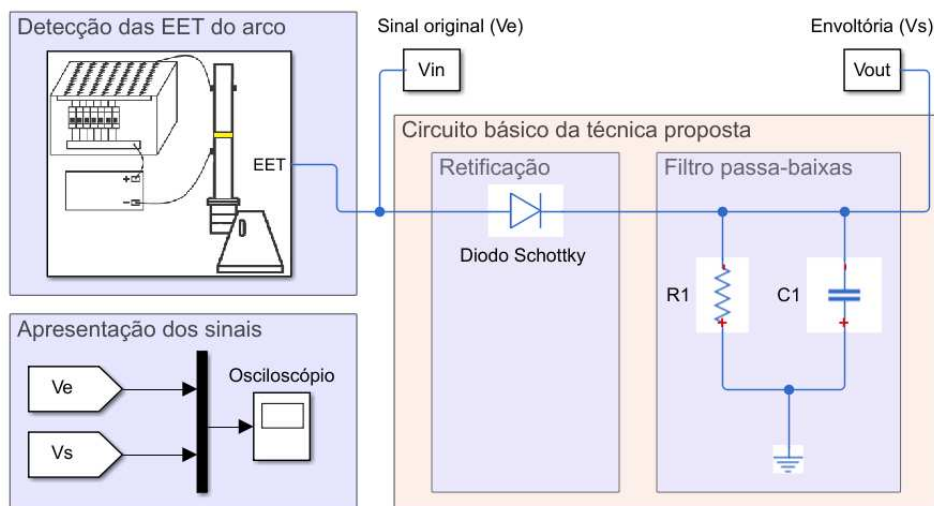 Detecção das EET do arco
EET
+
−
Sinal original (Ve)
Vin
Envoltória (Vs)
Vout
Circuito básico da técnica proposta
Retificação
Diodo Schottky
Filtro passa-baixas
R1
C1
+
+
Apresentação dos sinais
Ve
Vs
Osciloscópio